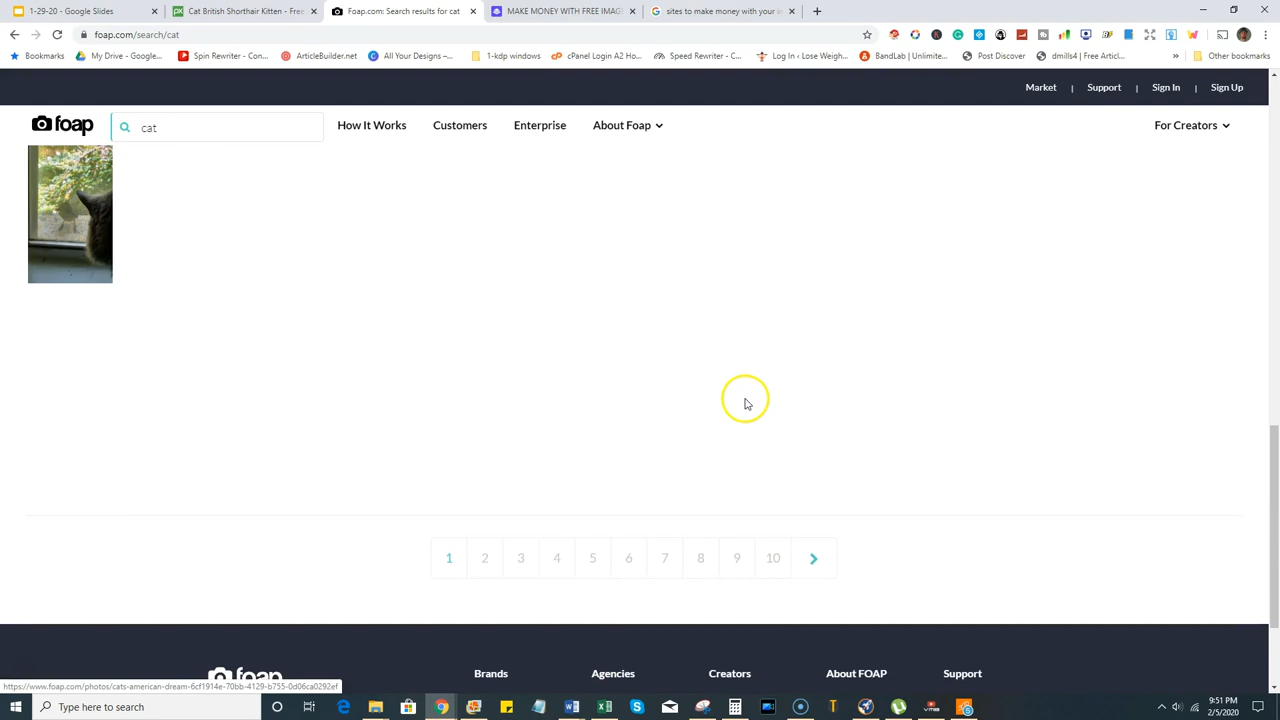 1-29-20 - Google Slides
Cat British Shorthair Kitten - Free
Foap.com: Search results for cat
MAKE MONEY WITH FREE IMAGE
sites to make money with your im
foap.com/search/cat
Bookmarks
My Drive - Google...
Spin Rewriter - Con...
ArticleBuilder.net
All Your Designs –...
1-kdp windows
cPanel Login A2 Ho...
Speed Rewriter – C...
Log In ‹ Lose Weigh...
BandLab | Unlimite...
Post Discover
dmills4 | Free Articl...
Other bookmarks
Market | Support | Sign In | Sign Up
foap
cat
How It Works
Customers
Enterprise
About Foap
For Creators
1 2 3 4 5 6 7 8 9 10
foap
Brands
Agencies
Creators
About FOAP
Support
https://www.foap.com/photos/cats-american-dream-6cf1914e-70bb-4129-b755-0d06ca0292ef
Type here to search
9:51 PM
2/5/2020